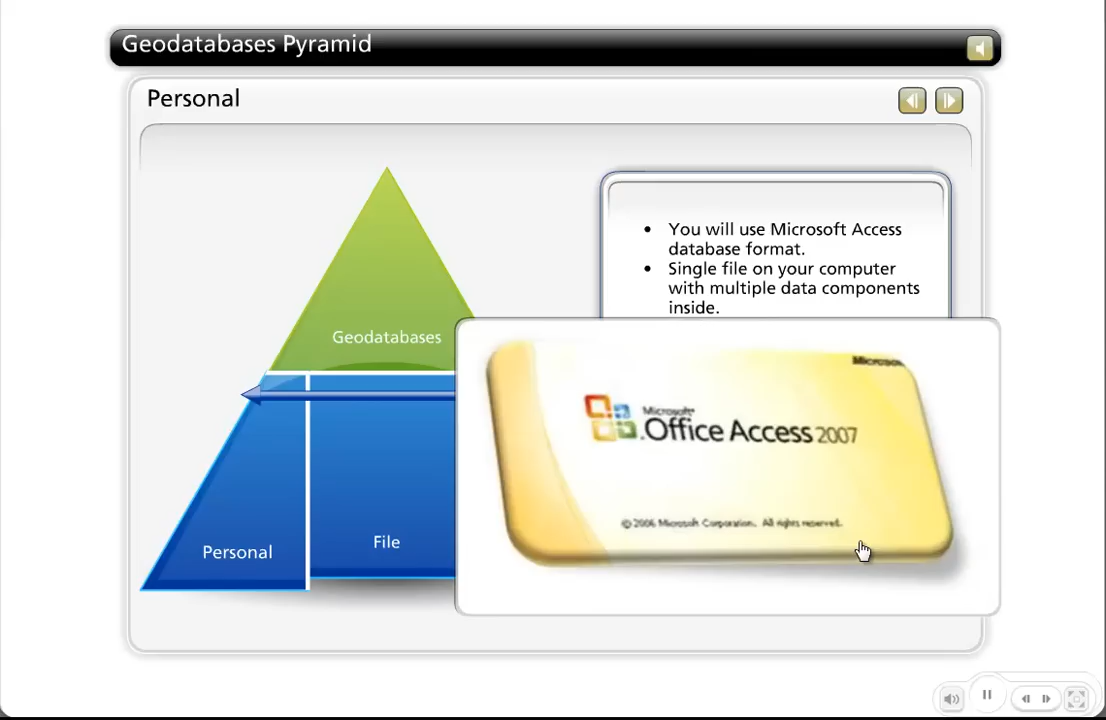 Geodatabases Pyramid
Personal
• You will use Microsoft Access
database format.
• Single file on your computer
with multiple data components
inside.
Geodatabases
Microsoft
Microsoft
Office Access 2007
© 2006 Microsoft Corporation. All rights reserved.
File
Personal